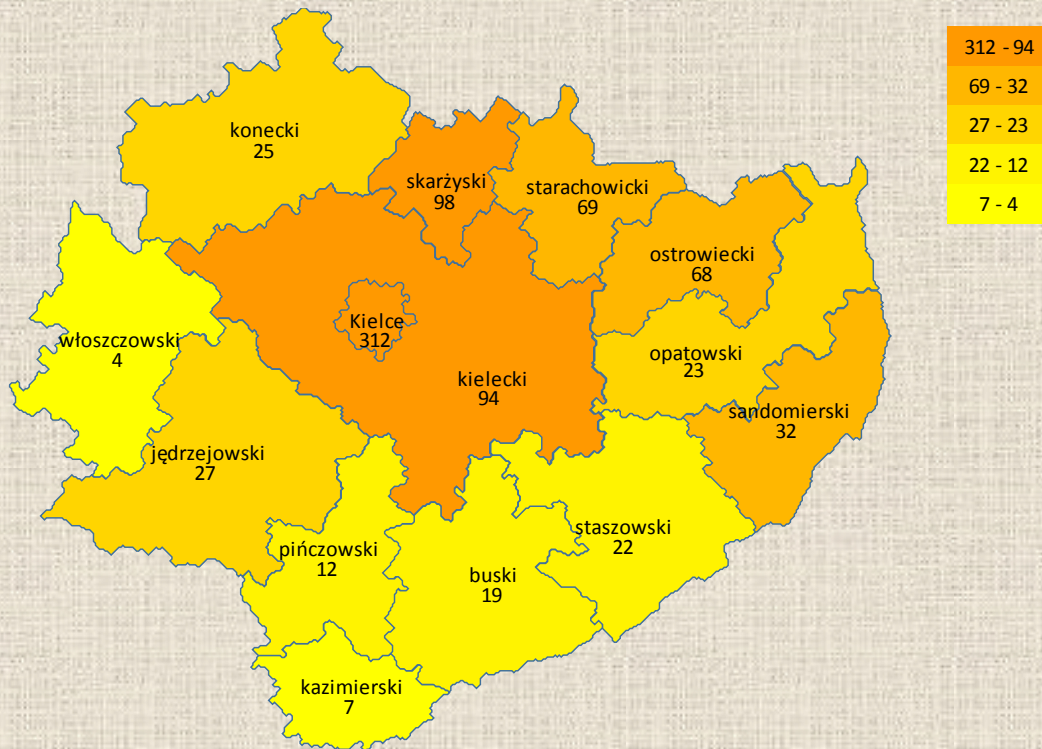 312 - 94
69 - 32
27 - 23
22 - 12
7 - 4
konecki
25
skarżyski
98
starachowicki
69
ostrowiecki
68
Kielce
312
włoszczowski
4
opatowski
23
kielecki
94
sandomierski
32
jędrzejowski
27
staszowski
22
pińczowski
12
buski
19
kazimierski
7